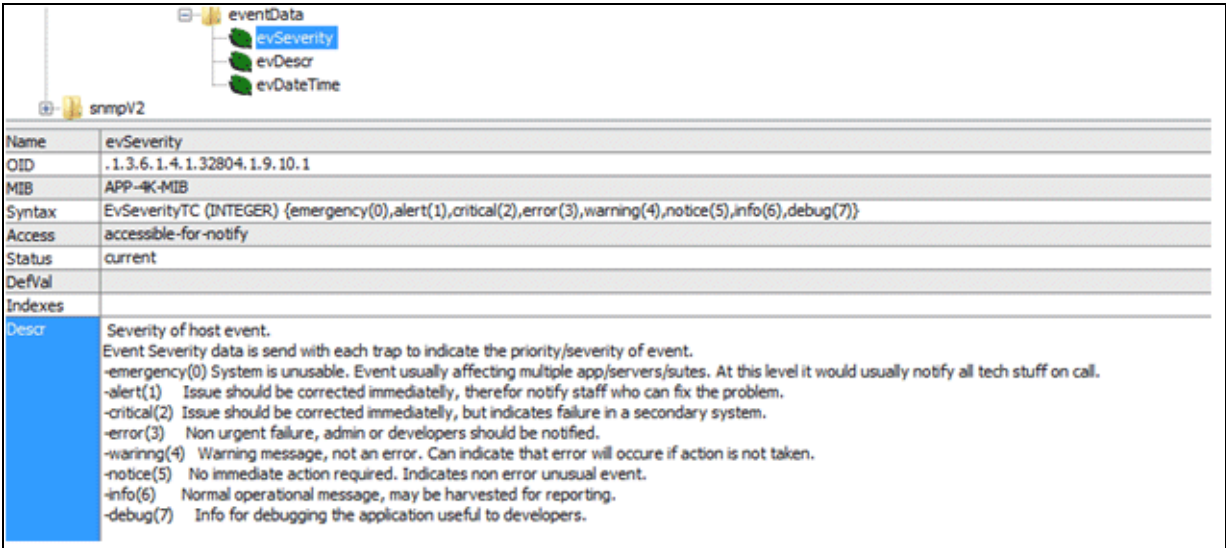 eventData
evSeverity
evDescr
evDateTime
snmpV2
Name evSeverity
OID .1.3.6.1.4.1.32804.1.9.10.1
MIB APP-4K-MIB
Syntax EvSeverityTC (INTEGER) {emergency(0),alert(1),critical(2),error(3),warning(4),notice(5),info(6),debug(7)}
Access accessible-for-notify
Status current
DefVal
Indexes
Descr Severity of host event.
Event Severity data is send with each trap to indicate the priority/severity of event.
-emergency(0) System is unusable. Event usually affecting multiple app/servers/sutes. At this level it would usually notify all tech stuff on call.
-alert(1) Issue should be corrected immediatelly, therefor notify staff who can fix the problem.
-critical(2) Issue should be corrected immediatelly, but indicates failure in a secondary system.
-error(3) Non urgent failure, admin or developers should be notified.
-warinng(4) Warning message, not an error. Can indicate that error will occure if action is not taken.
-notice(5) No immediate action required. Indicates non error unusual event.
-info(6) Normal operational message, may be harvested for reporting.
-debug(7) Info for debugging the application useful to developers.